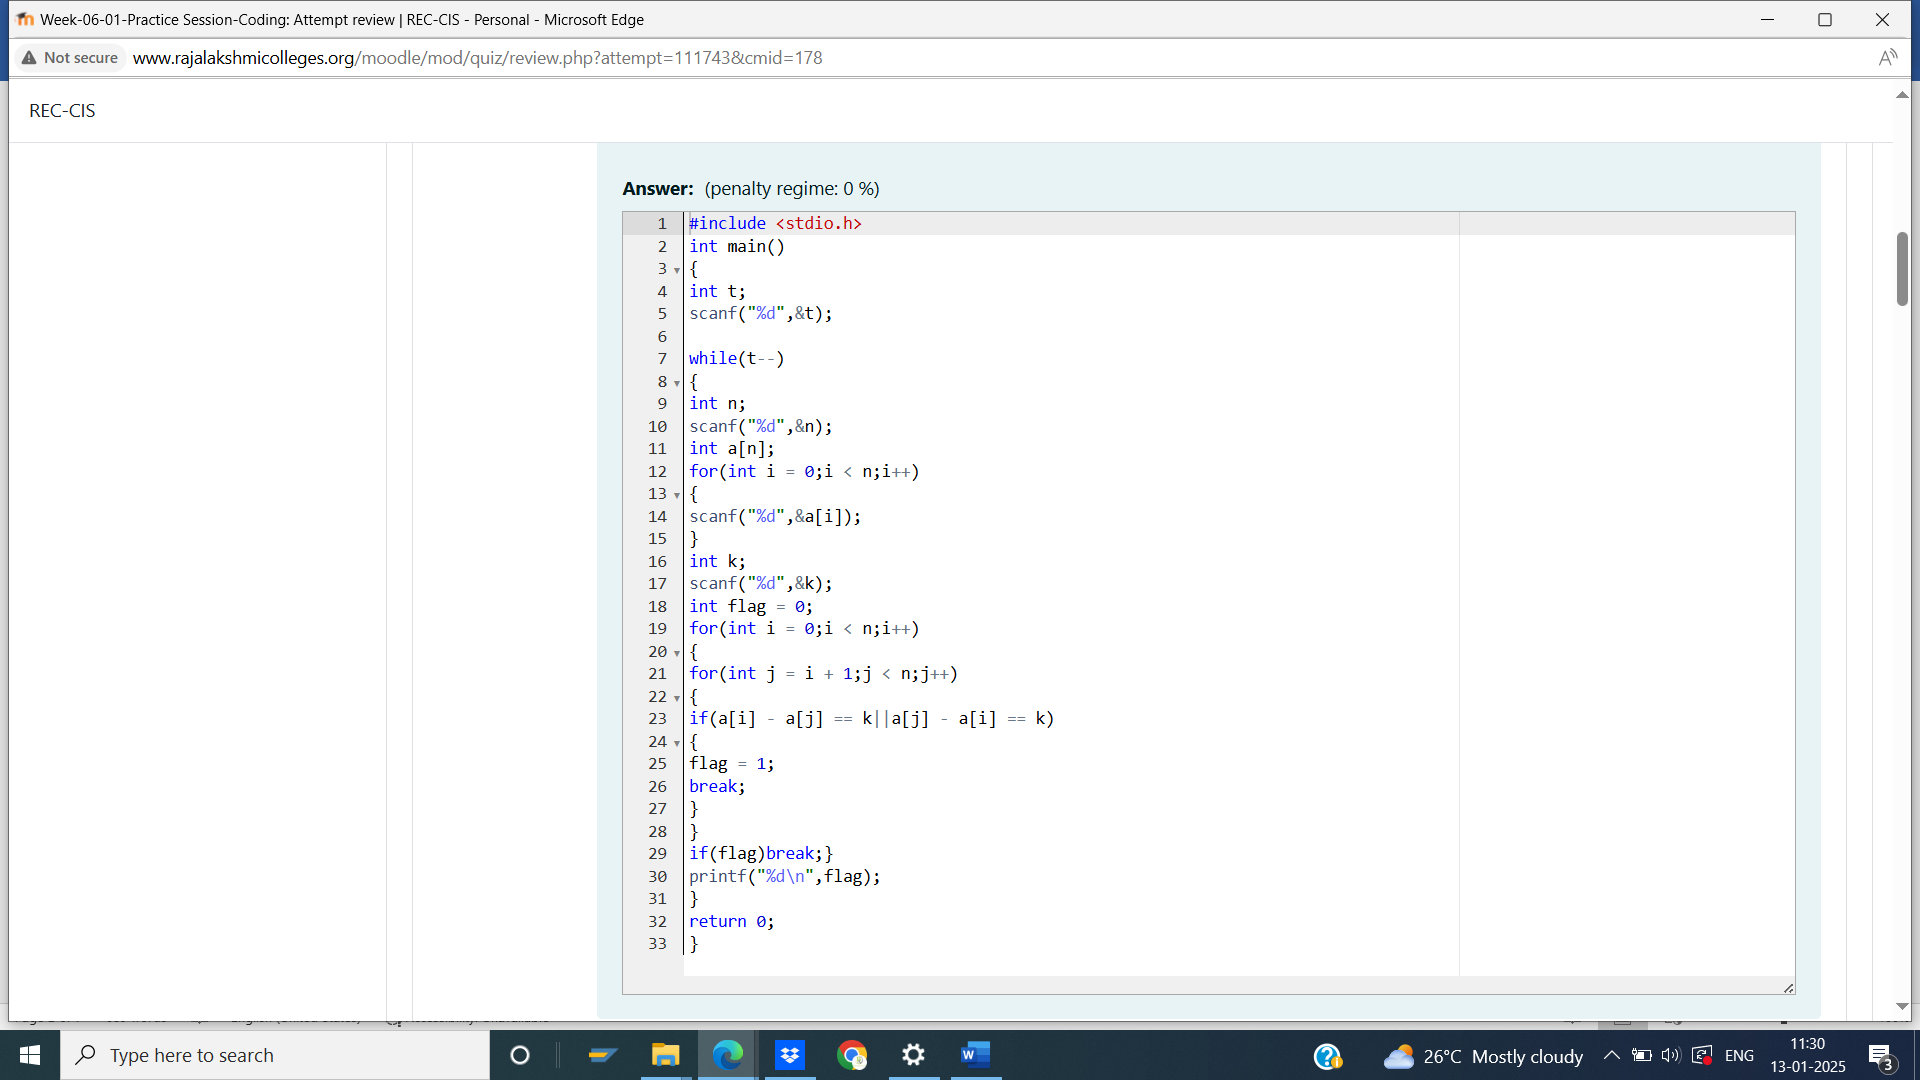 Week-06-01-Practice Session-Coding: Attempt review | REC-CIS - Personal - Microsoft Edge
Not secure www.rajalakshmicolleges.org/moodle/mod/quiz/review.php?attempt=111743&cmid=178
REC-CIS
Answer: (penalty regime: 0 %)
1 #include <stdio.h>
2 int main()
3 {
4 int t;
5 scanf("%d",&t);
6
7 while(t--)
8 {
9 int n;
10 scanf("%d",&n);
11 int a[n];
12 for(int i = 0;i < n;i++)
13 {
14 scanf("%d",&a[i]);
15 }
16 int k;
17 scanf("%d",&k);
18 int flag = 0;
19 for(int i = 0;i < n;i++)
20 {
21 for(int j = i + 1;j < n;j++)
22 {
23 if(a[i] - a[j] == k||a[j] - a[i] == k)
24 {
25 flag = 1;
26 break;
27 }
28 }
29 if(flag)break;}
30 printf("%d\n",flag);
31 }
32 return 0;
33 }
Type here to search
26°C Mostly cloudy
ENG
11:30
13-01-2025
3